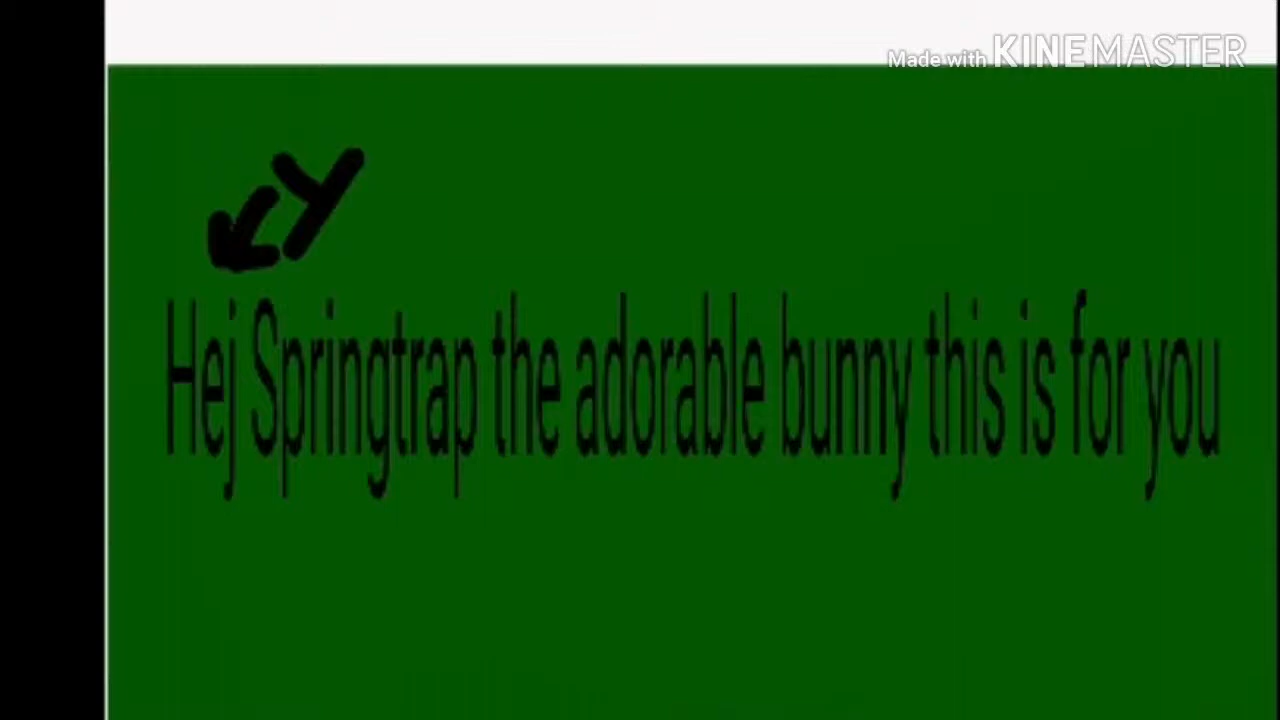 Made with KINEMASTER
Y
Hej Springtrap the adorable bunny this is for you